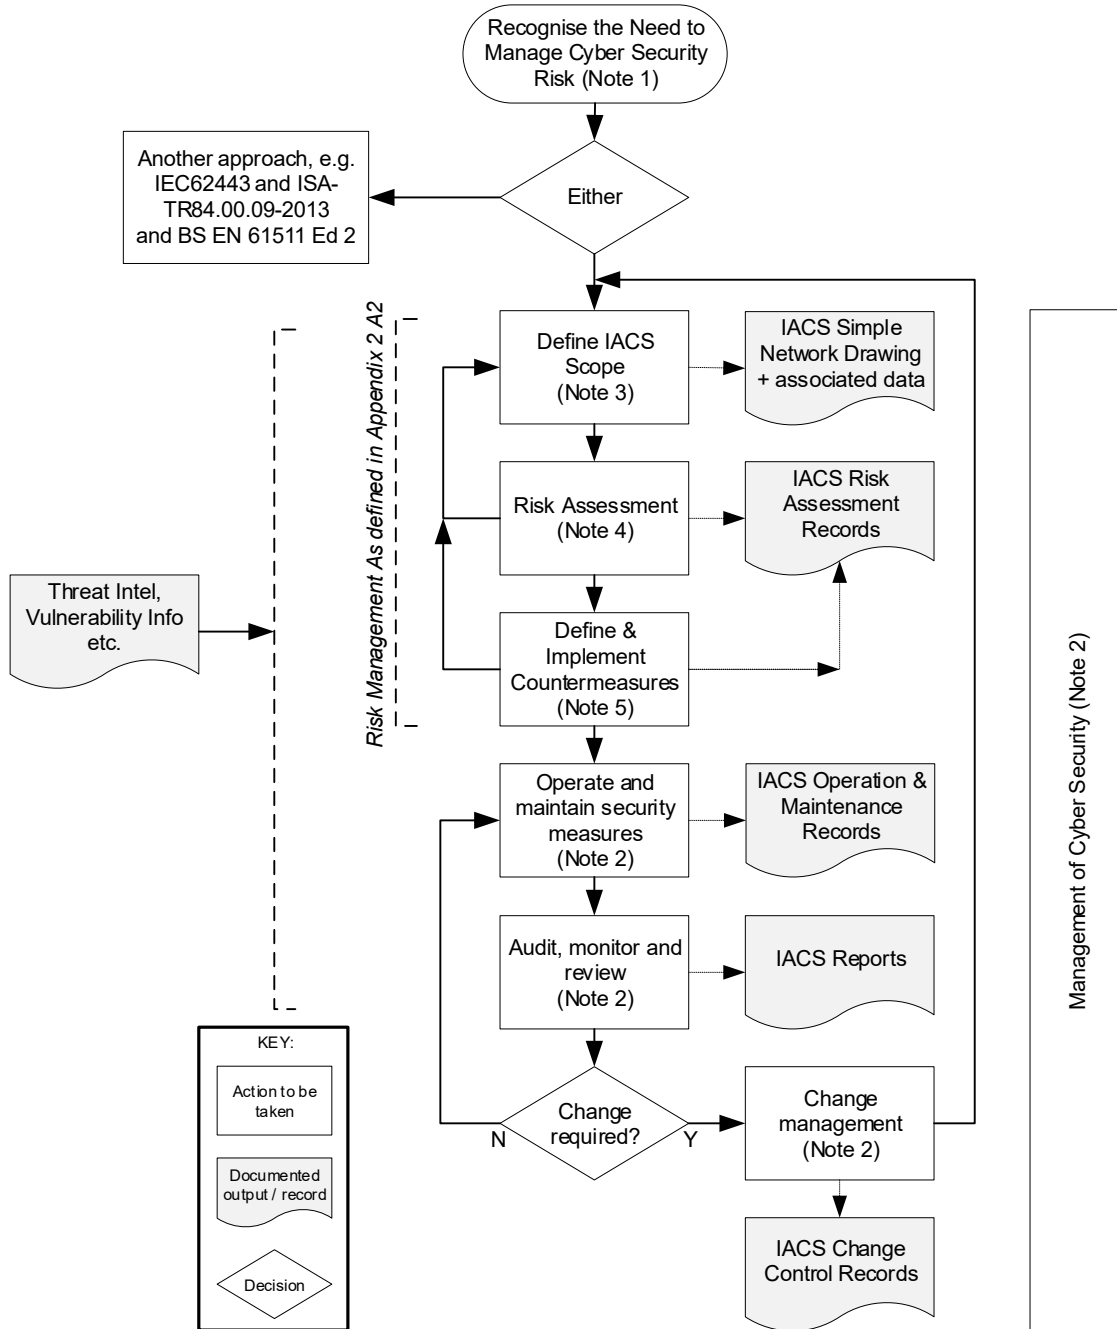 Recognise the Need to
Manage Cyber Security
Risk (Note 1)
Another approach, e.g.
IEC62443 and ISA-
TR84.00.09-2013
and BS EN 61511 Ed 2
Either
Define IACS
Scope
(Note 3)
IACS Simple
Network Drawing
+ associated data
Risk Management As defined in Appendix 2 A2
Risk Assessment
(Note 4)
IACS Risk
Assessment
Records
Threat Intel,
Vulnerability Info
etc.
Define &
Implement
Countermeasures
(Note 5)
Operate and
maintain security
measures
(Note 2)
IACS Operation &
Maintenance
Records
Management of Cyber Security (Note 2)
Audit, monitor and
review
(Note 2)
IACS Reports
KEY:
Action to be
taken
Documented
output / record
Decision
Change
required?
N
Y
Change
management
(Note 2)
IACS Change
Control Records